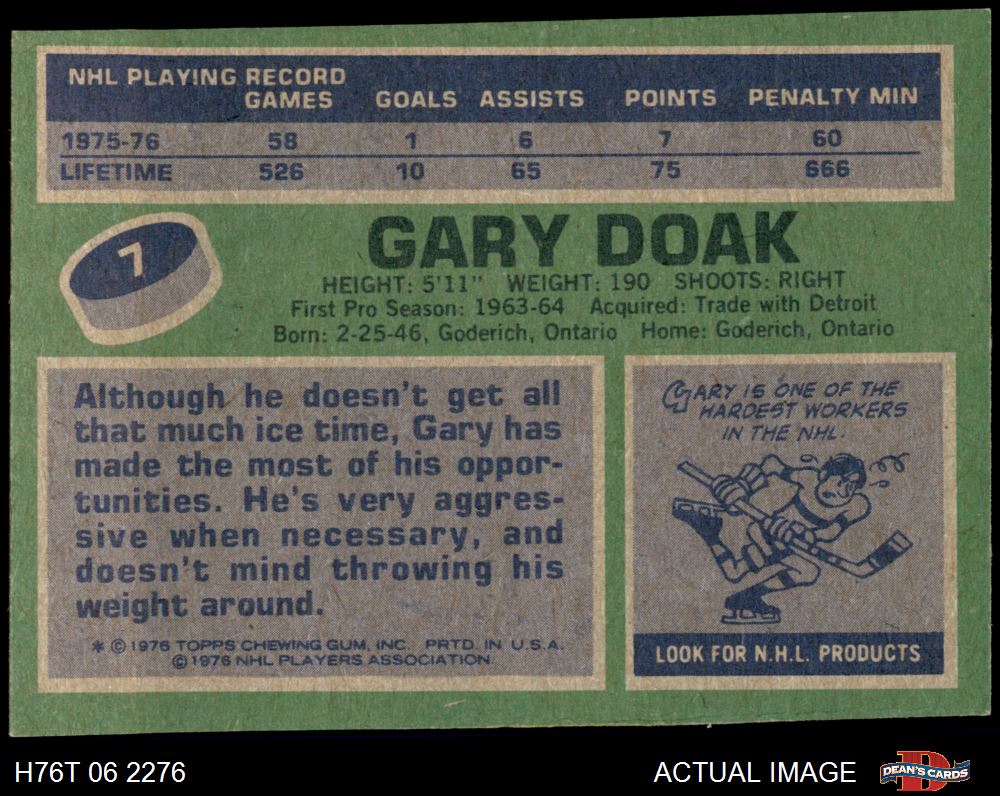 NHL PLAYING RECORD
GAMES GOALS ASSISTS POINTS PENALTY MIN
1975-76 58 1 6 7 60
LIFETIME 526 10 65 75 666
7
GARY DOAK
HEIGHT: 5'11" WEIGHT: 190 SHOOTS: RIGHT
First Pro Season: 1963-64 Acquired: Trade with Detroit
Born: 2-25-46, Goderich, Ontario Home: Goderich, Ontario
Although he doesn't get all
that much ice time, Gary has
made the most of his oppor-
tunities. He's very aggres-
sive when necessary, and
doesn't mind throwing his
weight around.
* © 1976 TOPPS CHEWING GUM, INC. PRTD. IN U.S.A.
© 1976 NHL PLAYERS ASSOCIATION.
GARY IS ONE OF THE
HARDEST WORKERS
IN THE NHL.
LOOK FOR N.H.L. PRODUCTS
H76T 06 2276
ACTUAL IMAGE
D
DEAN'S CARDS